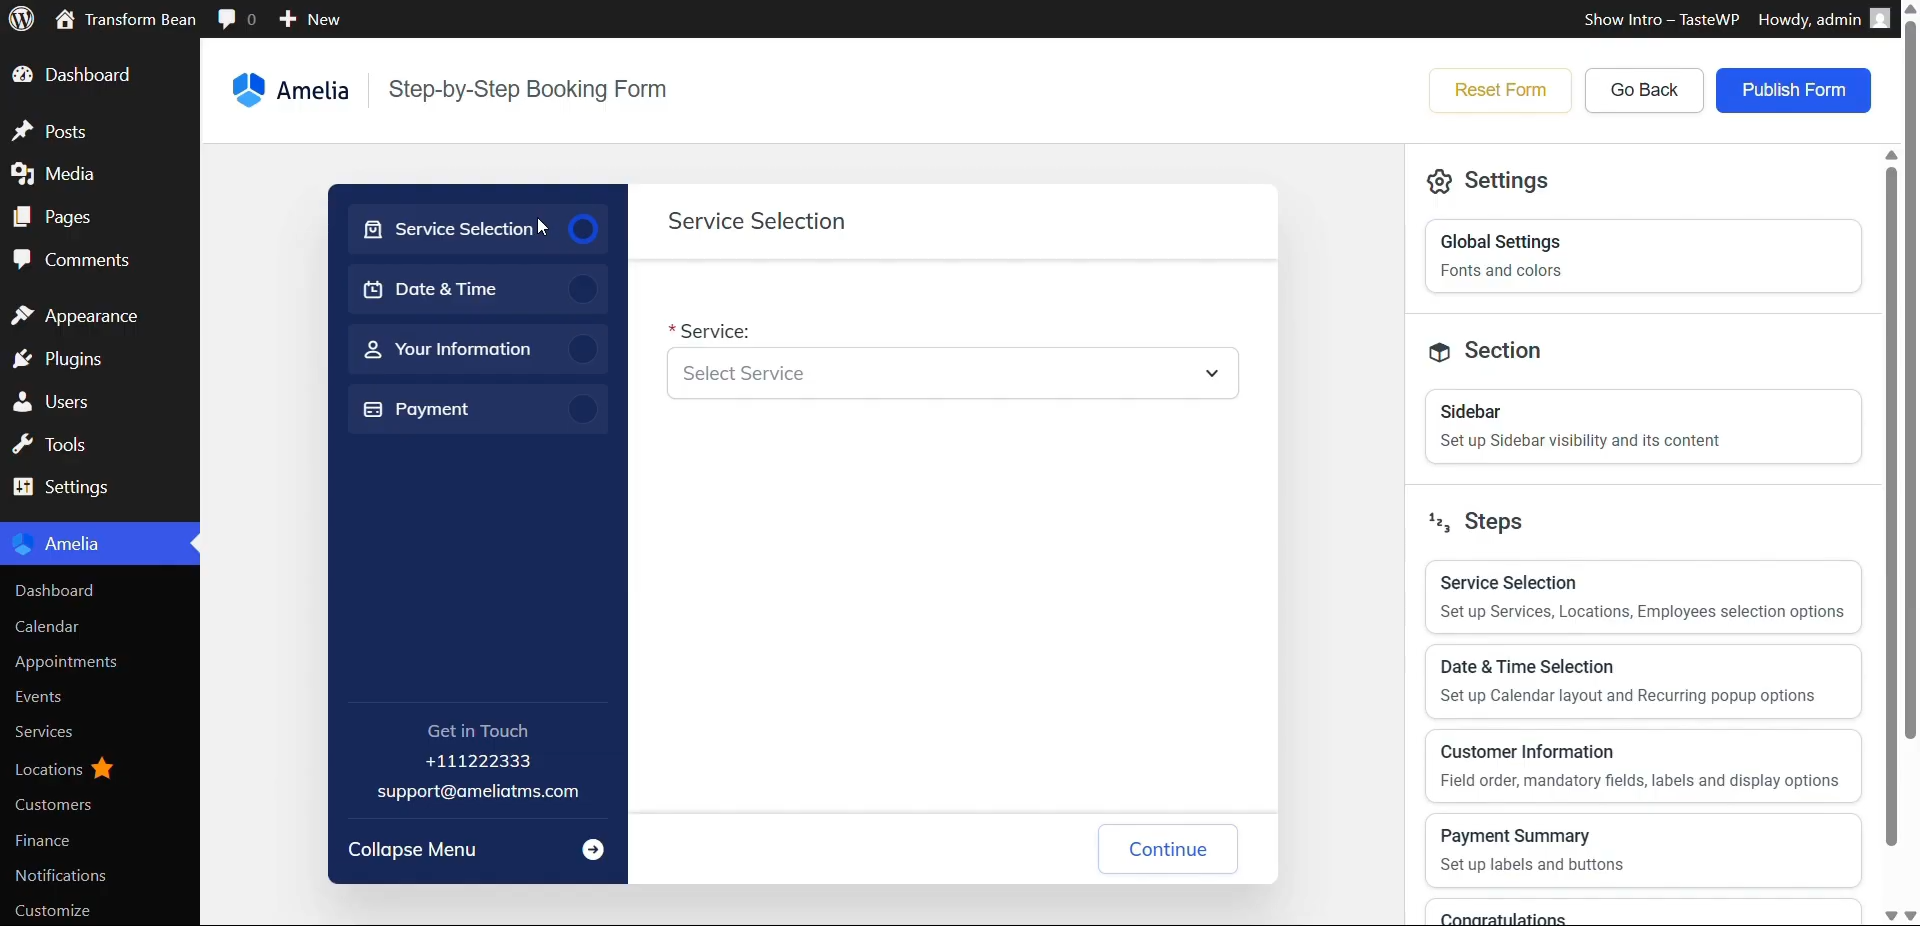 Transform Bean
0
New
Show Intro – TasteWP
Howdy, admin
Dashboard
Posts
Media
Pages
Comments
Appearance
Plugins
Users
Tools
Settings
Amelia
Dashboard
Calendar
Appointments
Events
Services
Locations
Customers
Finance
Notifications
Customize
Amelia
Step-by-Step Booking Form
Reset Form
Go Back
Publish Form
Service Selection
Date & Time
Your Information
Payment
Get in Touch
+111222333
support@ameliatms.com
Collapse Menu
Service Selection
* Service:
Select Service
Continue
Settings
Global Settings
Fonts and colors
Section
Sidebar
Set up Sidebar visibility and its content
1 2 3 Steps
Service Selection
Set up Services, Locations, Employees selection options
Date & Time Selection
Set up Calendar layout and Recurring popup options
Customer Information
Field order, mandatory fields, labels and display options
Payment Summary
Set up labels and buttons
Congratulations